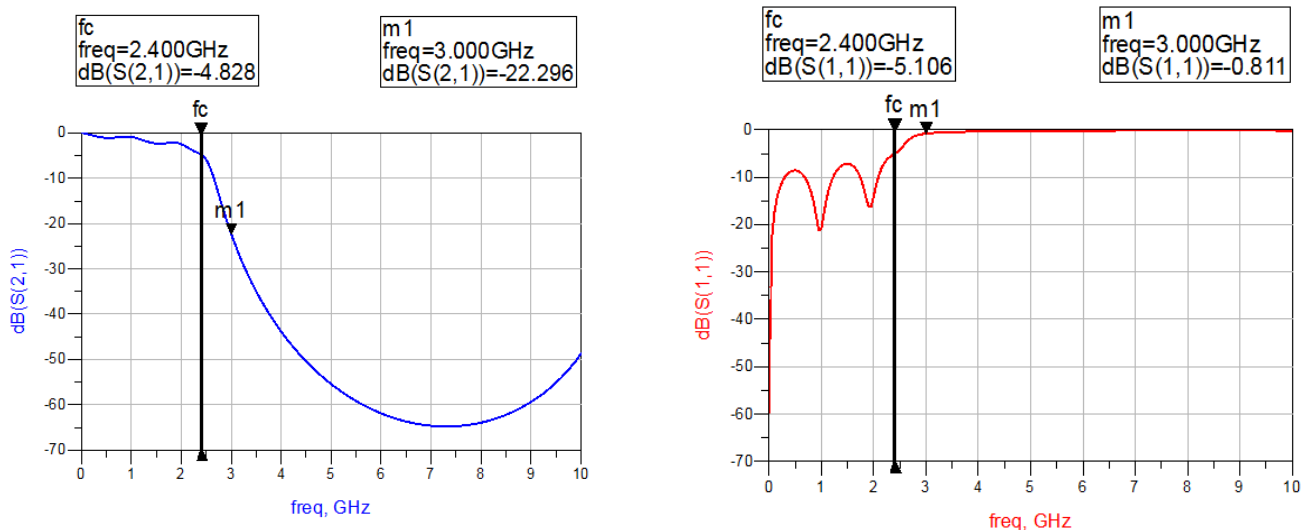 fc
freq=2.400GHz
dB(S(2,1))=-4.828
m1
freq=3.000GHz
dB(S(2,1))=-22.296
fc
m1
0
-10
-20
-30
-40
-50
-60
-70
dB(S(2,1))
0 1 2 3 4 5 6 7 8 9 10
freq, GHz
fc
freq=2.400GHz
dB(S(1,1))=-5.106
m1
freq=3.000GHz
dB(S(1,1))=-0.811
fc
m1
0
-10
-20
-30
-40
-50
-60
-70
dB(S(1,1))
0 1 2 3 4 5 6 7 8 9 10
freq, GHz